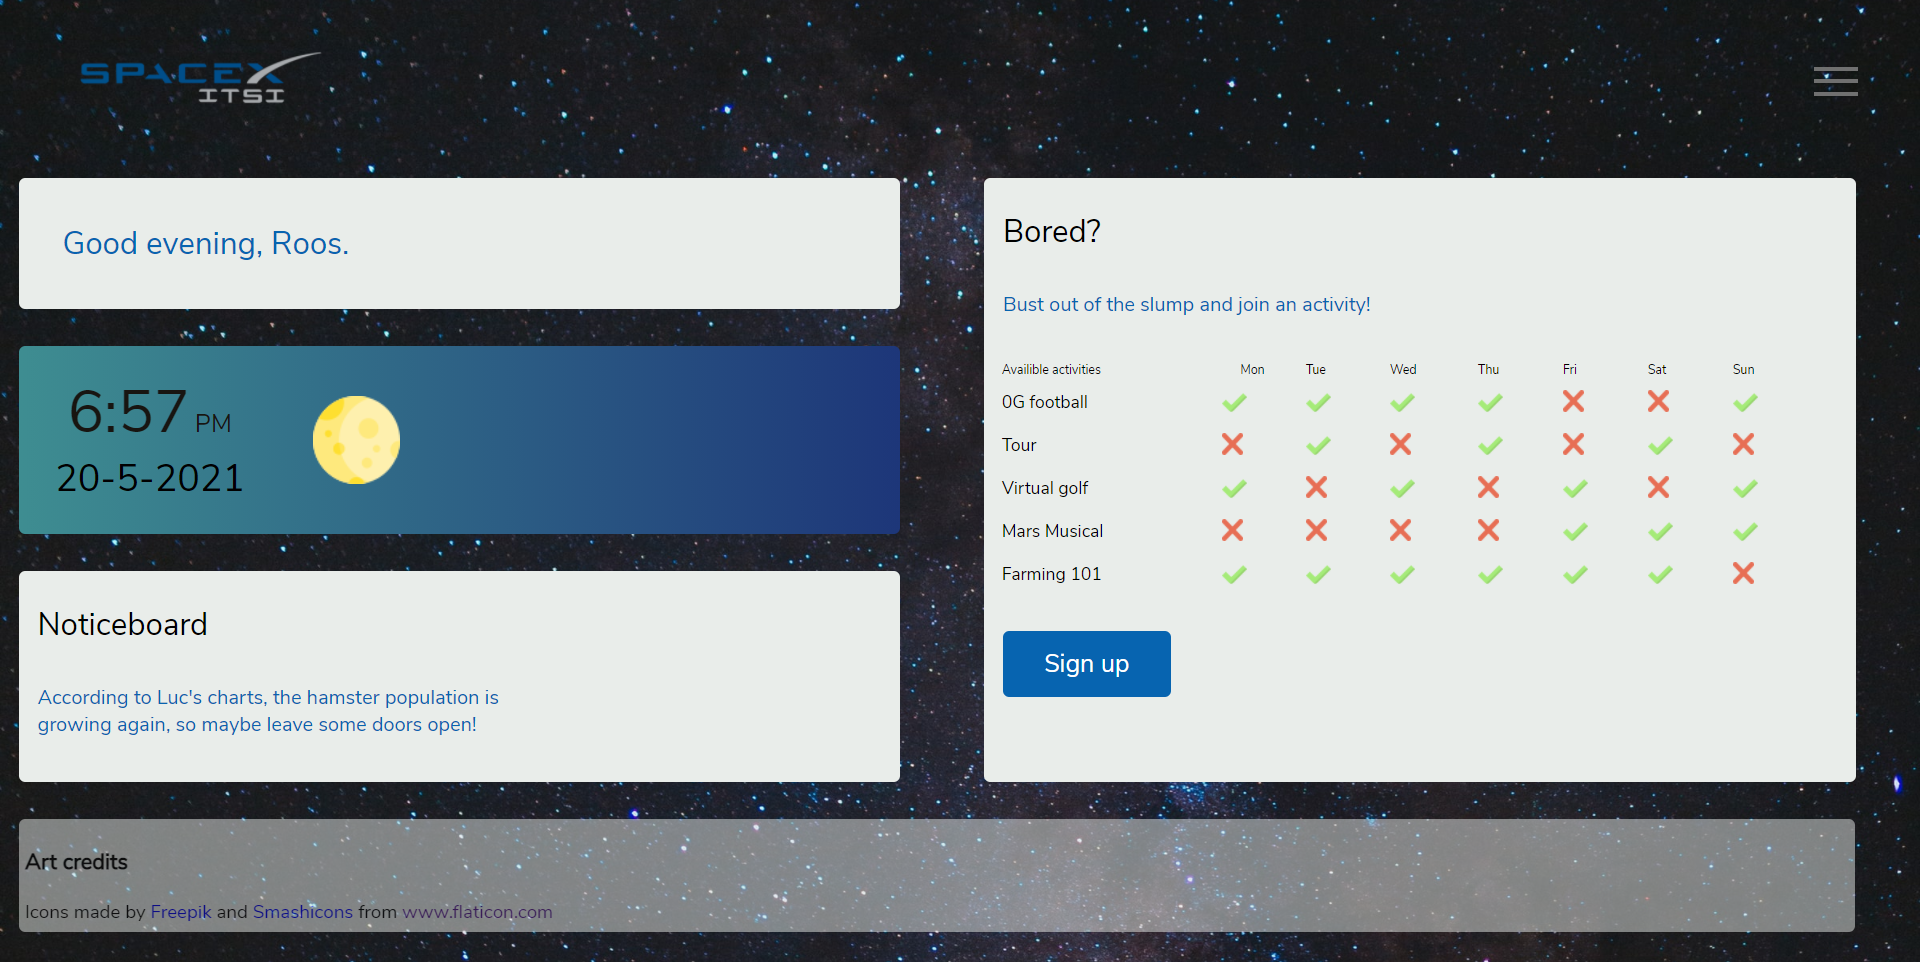 SPACEX
ITSI
Good evening, Roos.
6:57 PM
20-5-2021
Noticeboard
According to Luc's charts, the hamster population is
growing again, so maybe leave some doors open!
Bored?
Bust out of the slump and join an activity!
Availible activities Mon Tue Wed Thu Fri Sat Sun
0G football
Tour
Virtual golf
Mars Musical
Farming 101
Sign up
Art credits
Icons made by Freepik and Smashicons from www.flaticon.com